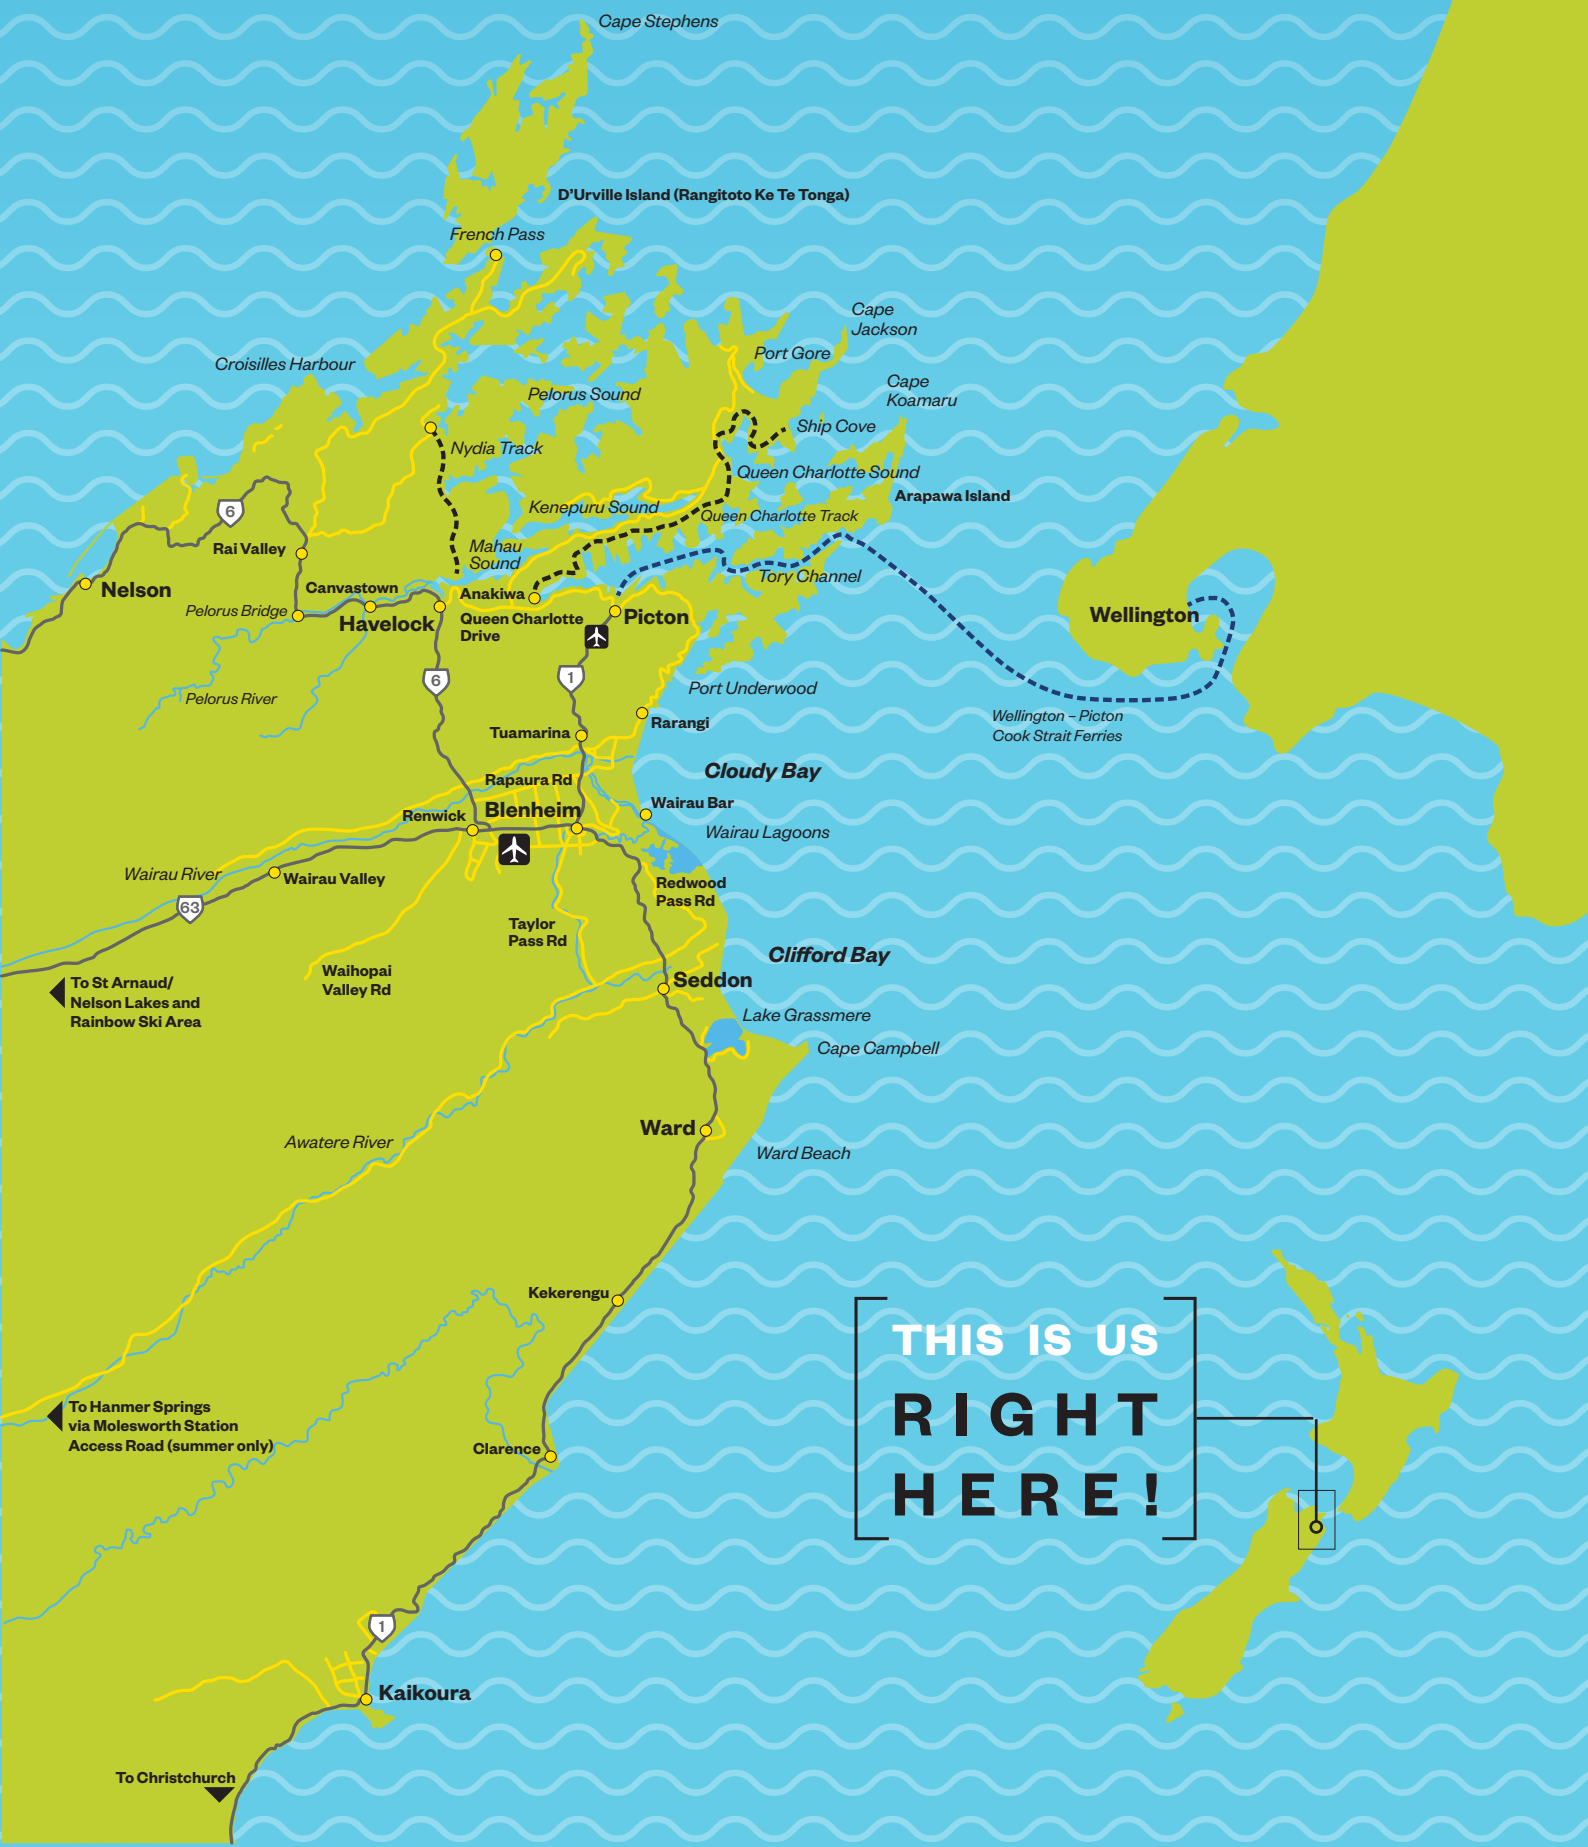 Cape Stephens
D'Urville Island (Rangitoto Ke Te Tonga)
French Pass
Cape
Jackson
Croisilles Harbour
Port Gore
Cape
Koamaru
Pelorus Sound
Ship Cove
Nydia Track
Queen Charlotte Sound
Arapawa Island
Kenepuru Sound
Queen Charlotte Track
6
Rai Valley
Mahau
Sound
Tory Channel
Nelson
Canvastown
Anakiwa
Pelorus Bridge
Havelock
Queen Charlotte
Drive
Picton
Wellington
6
1
Pelorus River
Port Underwood
Rarangi
Wellington – Picton
Cook Strait Ferries
Tuamarina
Cloudy Bay
Rapaura Rd
Renwick
Blenheim
Wairau Bar
Wairau Lagoons
Wairau River
Wairau Valley
Redwood
Pass Rd
63
Taylor
Pass Rd
Clifford Bay
Waihopai
Valley Rd
Seddon
To St Arnaud/
Nelson Lakes and
Rainbow Ski Area
Lake Grassmere
Cape Campbell
Ward
Awatere River
Ward Beach
Kekerengu
THIS IS US
RIGHT
HERE!
To Hanmer Springs
via Molesworth Station
Access Road (summer only)
Clarence
1
Kaikoura
To Christchurch